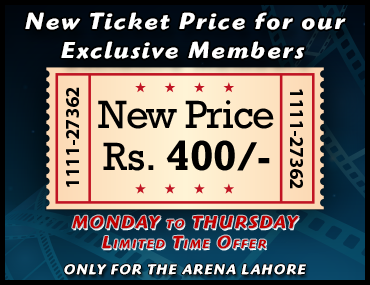 New Ticket Price for our
Exclusive Members
1111-27362
★ ★ ★ ★
New Price
Rs. 400/-
★ ★ ★ ★
1111-27362
MONDAY TO THURSDAY
LIMITED TIME OFFER
ONLY FOR THE ARENA LAHORE